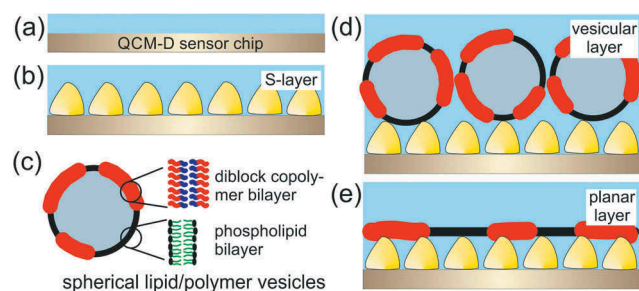 (a)
QCM-D sensor chip
(b)
S-layer
(c)
diblock copoly-
mer bilayer
phospholipid
bilayer
spherical lipid/polymer vesicles
(d)
vesicular
layer
(e)
planar
layer